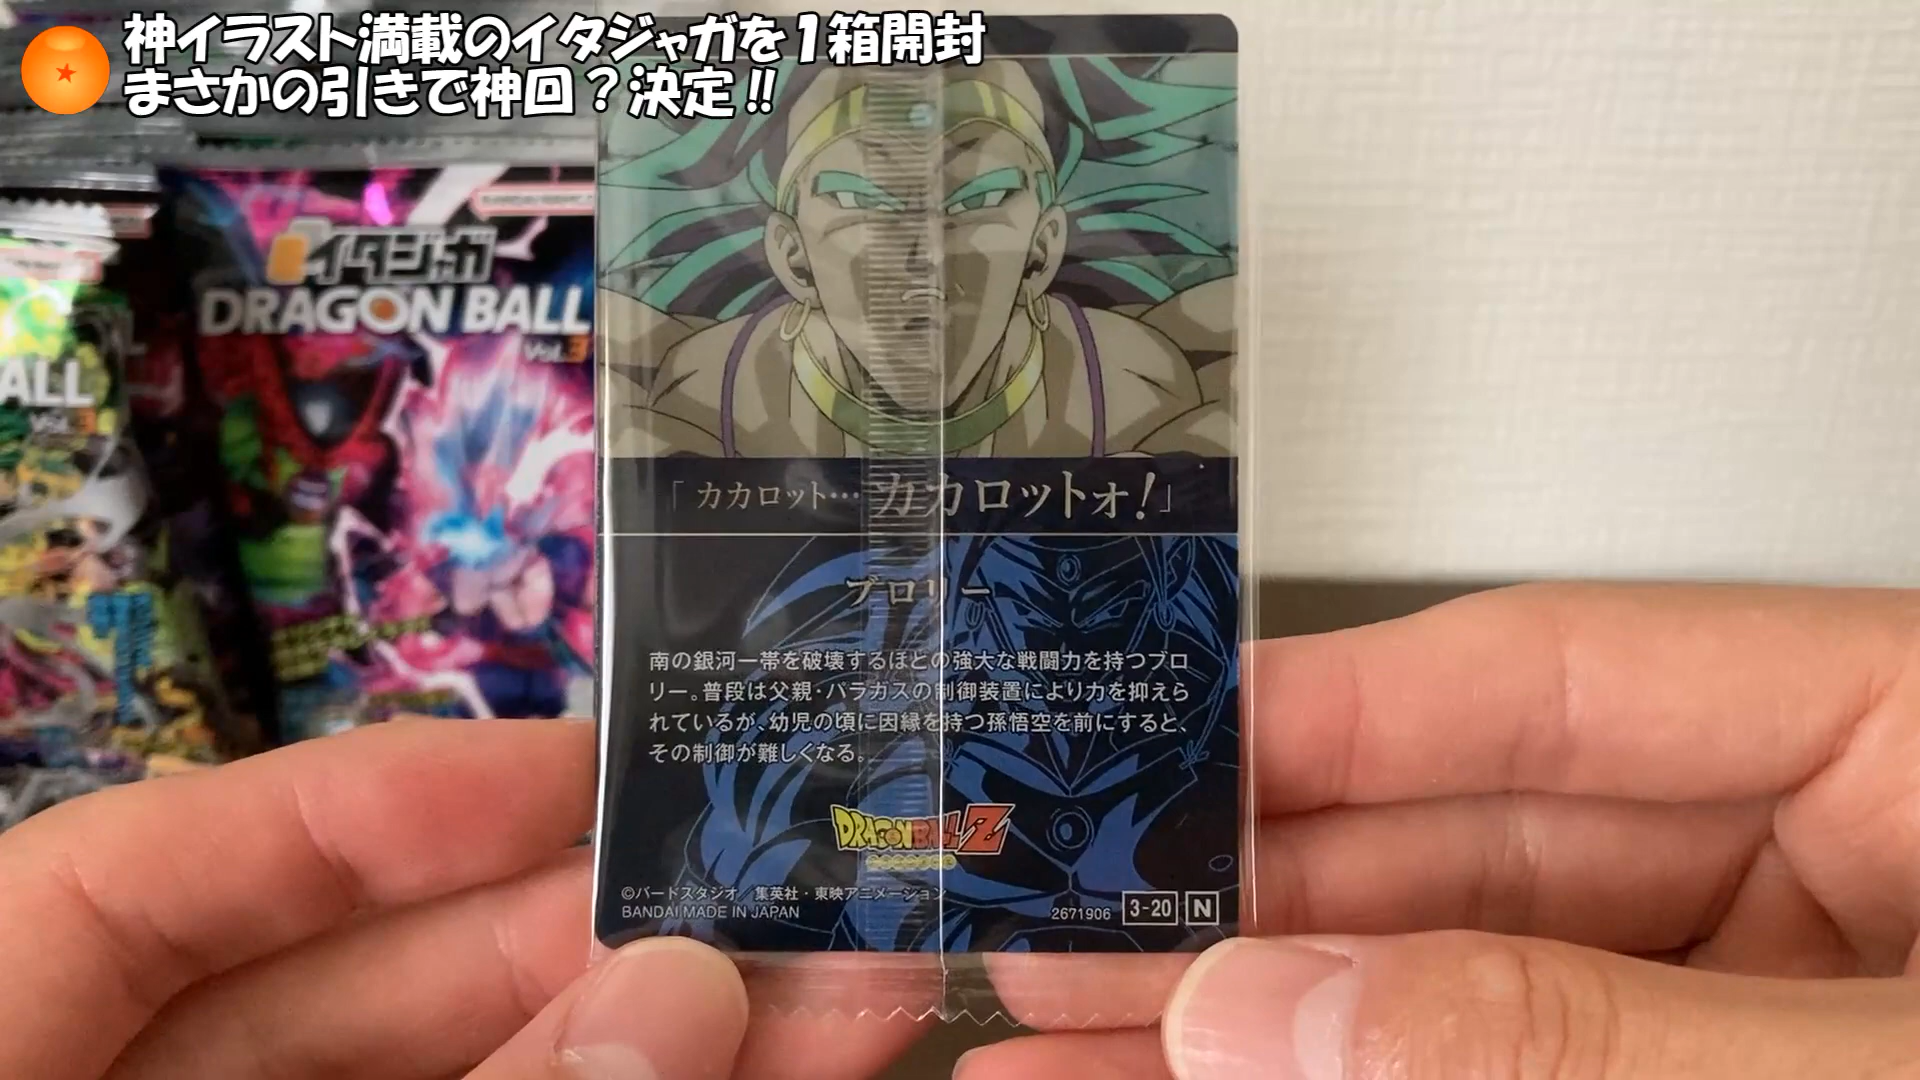 神イラスト満載のイタジャガを1箱開封
まさかの引きで神回？決定!!
イタジャガ
DRAGON BALL
Vol.3
ALL
Vol.3
「カカロット… カカロットォ!」
ブロリー
南の銀河一帯を破壊するほどの強大な戦闘力を持つブロ
リー。普段は父親・パラガスの制御装置により力を抑えら
れているが、幼児の頃に因縁を持つ孫悟空を前にすると、
その制御が難しくなる。
DRAGON BALL Z
©バードスタジオ／集英社・東映アニメーション
BANDAI MADE IN JAPAN
2671906 3-20 N